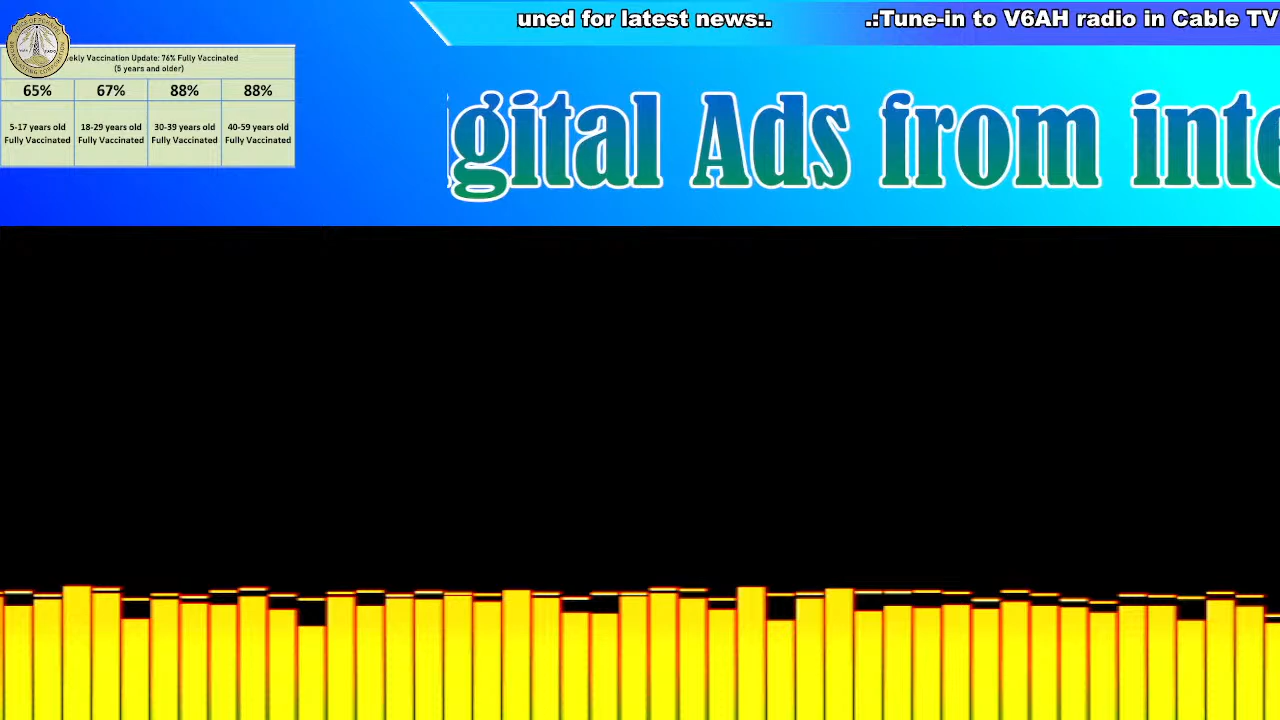 uned for latest news:. .:Tune-in to V6AH radio in Cable TV
ekly Vaccination Update: 76% Fully Vaccinated
(5 years and older)
65% 67% 88% 88%
5-17 years old 18-29 years old 30-39 years old 40-59 years old
Fully Vaccinated Fully Vaccinated Fully Vaccinated Fully Vaccinated
gital Ads from inte